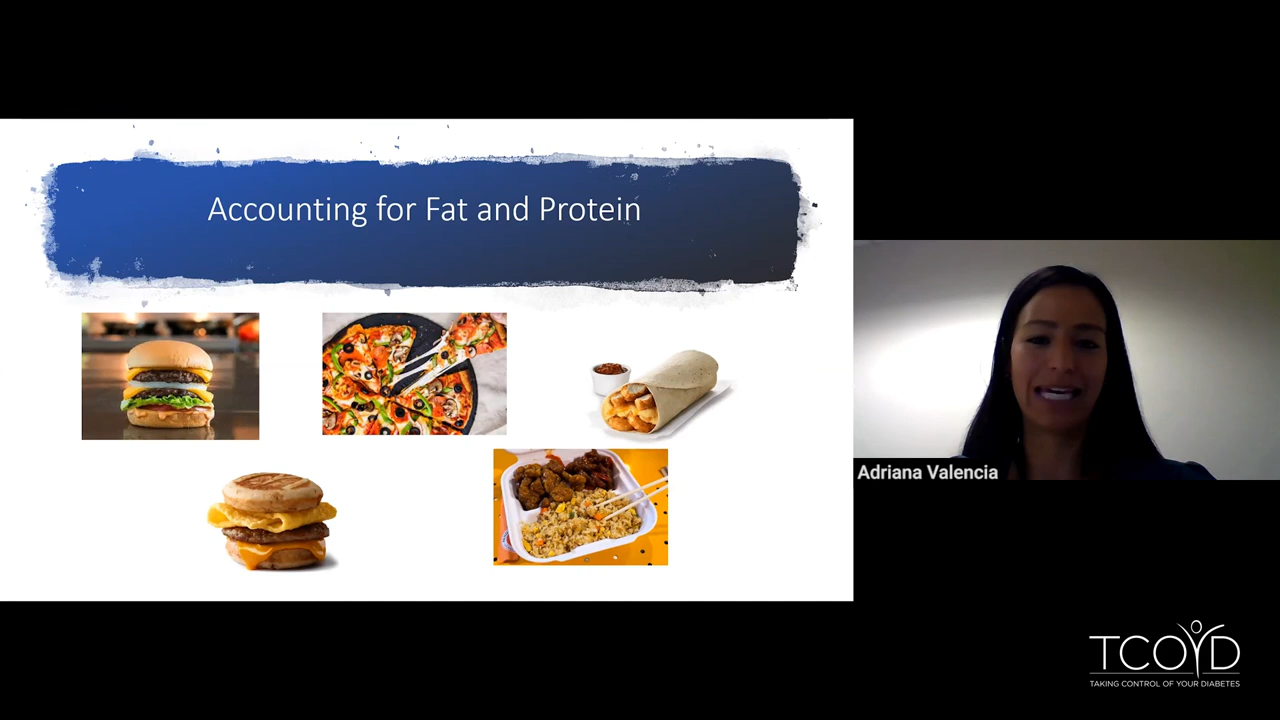 Accounting for Fat and Protein
Adriana Valencia
TCOYD
TAKING CONTROL OF YOUR DIABETES